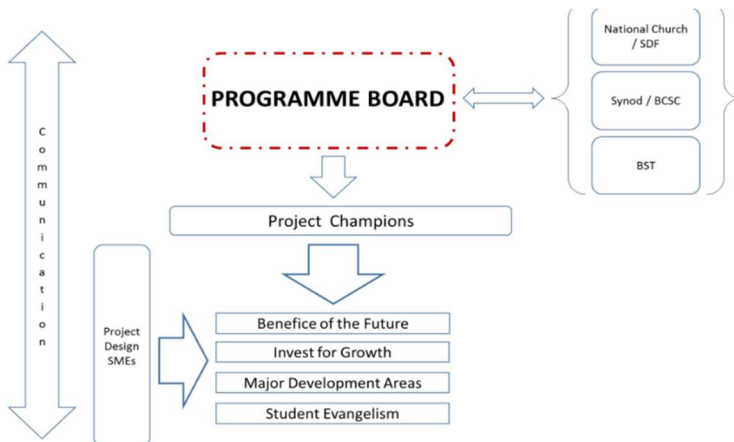 National Church
/ SDF
PROGRAMME BOARD
Synod / BCSC
BST
Communication
Project Champions
Project
Design
SMEs
Benefice of the Future
Invest for Growth
Major Development Areas
Student Evangelism